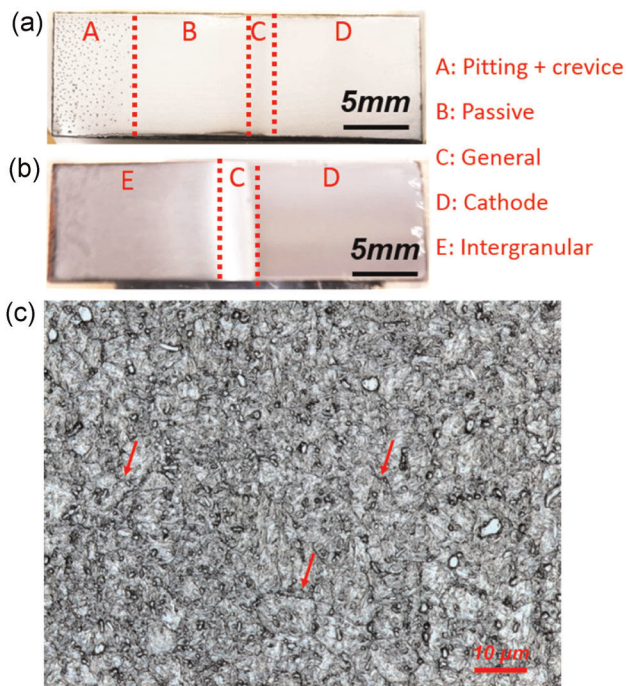 (a)
A B C D
5mm
(b)
E C D
5mm
A: Pitting + crevice
B: Passive
C: General
D: Cathode
E: Intergranular
(c)
10 µm